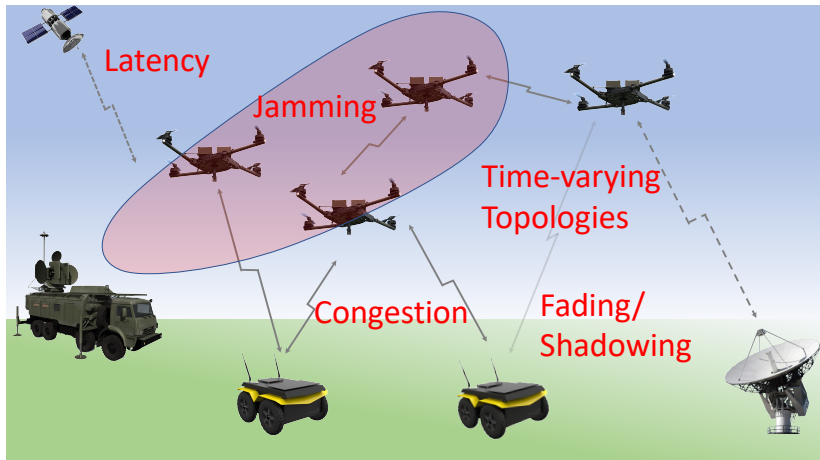 Latency
Jamming
Time-varying
Topologies
Congestion
Fading/
Shadowing